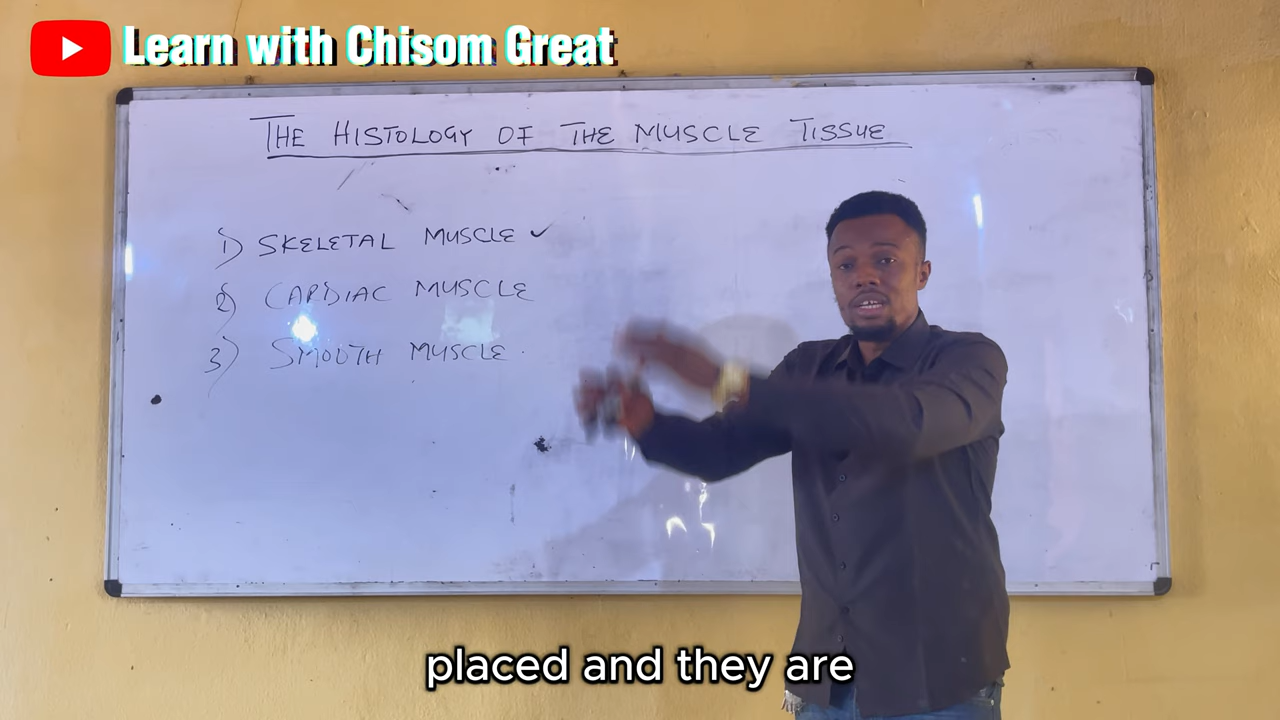 Learn with Chisom Great
THE HISTOLOGY OF THE MUSCLE TISSUE
1) SKELETAL MUSCLE ✓
2) CARDIAC MUSCLE
3) SMOOTH MUSCLE
placed and they are